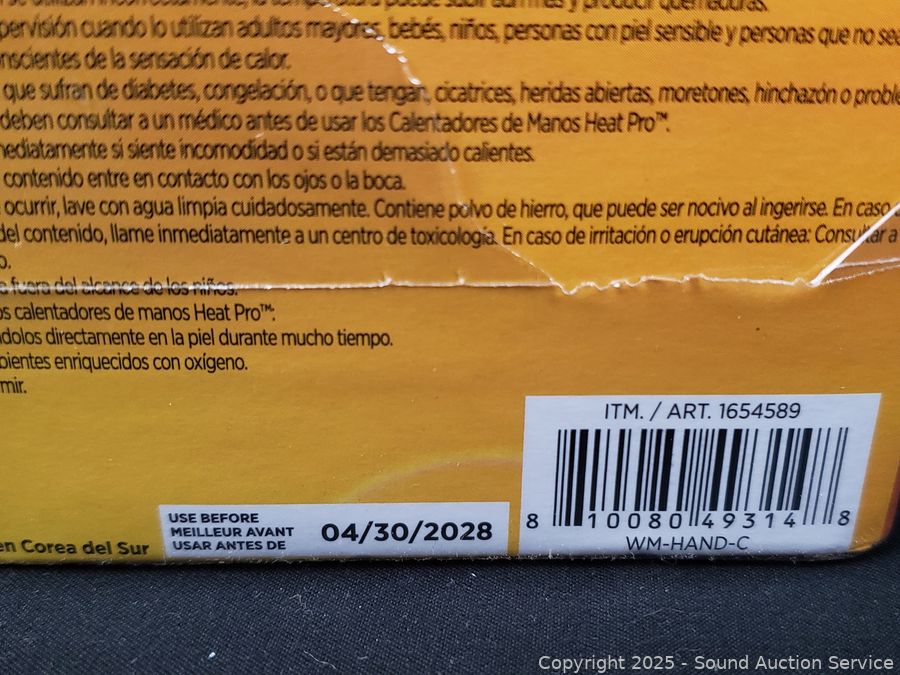 pervisión cuando lo utilizan adultos mayores, bebés, niños, personas con piel sensible y personas que no sea
nscientes de la sensación de calor.
que sufran de diabetes, congelación, o que tengan, cicatrices, heridas abiertas, moretones, hinchazón o proble
deben consultar a un médico antes de usar los Calentadores de Manos Heat Pro™.
nediatamente si siente incomodidad o si están demasiado calientes.
contenido entre en contacto con los ojos o la boca.
ocurrir, lave con agua limpia cuidadosamente. Contiene polvo de hierro, que puede ser nocivo al ingerirse. En caso
del contenido, llame inmediatamente a un centro de toxicología. En caso de irritación o erupción cutánea: Consultar a
o.
fuera del alcance de los niños.
os calentadores de manos Heat Pro™:
ndolos directamente en la piel durante mucho tiempo.
bientes enriquecidos con oxígeno.
mir.
ITM. / ART. 1654589
8 10080 49314 8
WM-HAND-C
USE BEFORE
MEILLEUR AVANT
USAR ANTES DE
04/30/2028
en Corea del Sur
Copyright 2025 - Sound Auction Service